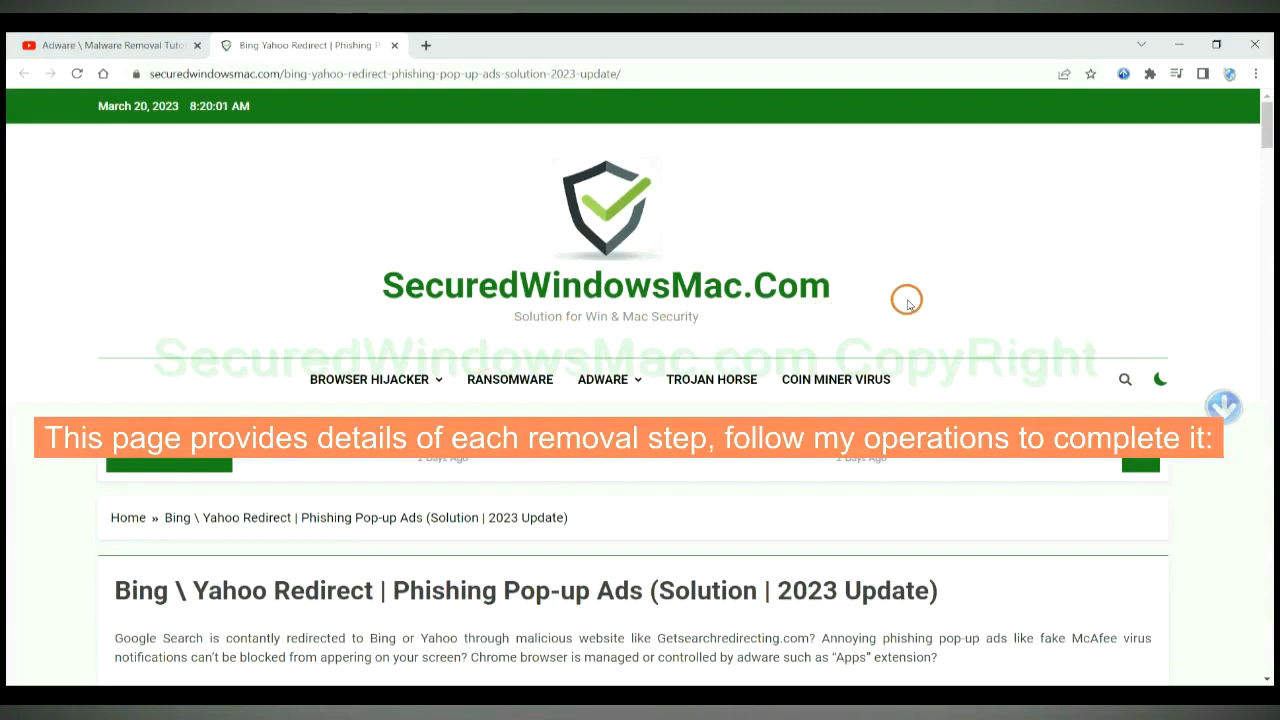 Adware \ Malware Removal Tuto
Bing Yahoo Redirect | Phishing P
securedwindowsmac.com/bing-yahoo-redirect-phishing-pop-up-ads-solution-2023-update/
March 20, 2023 8:20:01 AM
SecuredWindowsMac.Com
Solution for Win & Mac Security
SecuredWindowsMac.com CopyRight
BROWSER HIJACKER RANSOMWARE ADWARE TROJAN HORSE COIN MINER VIRUS
This page provides details of each removal step, follow my operations to complete it:
2 Days Ago 2 Days Ago
Home » Bing \ Yahoo Redirect | Phishing Pop-up Ads (Solution | 2023 Update)
Bing \ Yahoo Redirect | Phishing Pop-up Ads (Solution | 2023 Update)
Google Search is contantly redirected to Bing or Yahoo through malicious website like Getsearchredirecting.com? Annoying phishing pop-up ads like fake McAfee virus
notifications can't be blocked from appering on your screen? Chrome browser is managed or controlled by adware such as “Apps” extension?